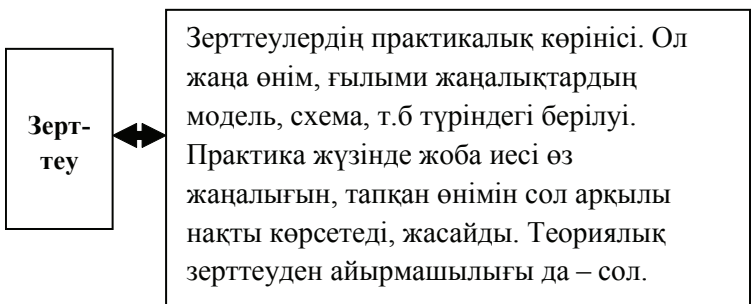 Зерт-
теу
Зерттеулердің практикалық көрінісі. Ол
жаңа өнім, ғылыми жаңалықтардың
модель, схема, т.б түріндегі берілуі.
Практика жүзінде жоба иесі өз
жаңалығын, тапқан өнімін сол арқылы
нақты көрсетеді, жасайды. Теориялық
зерттеуден айырмашылығы да – сол.